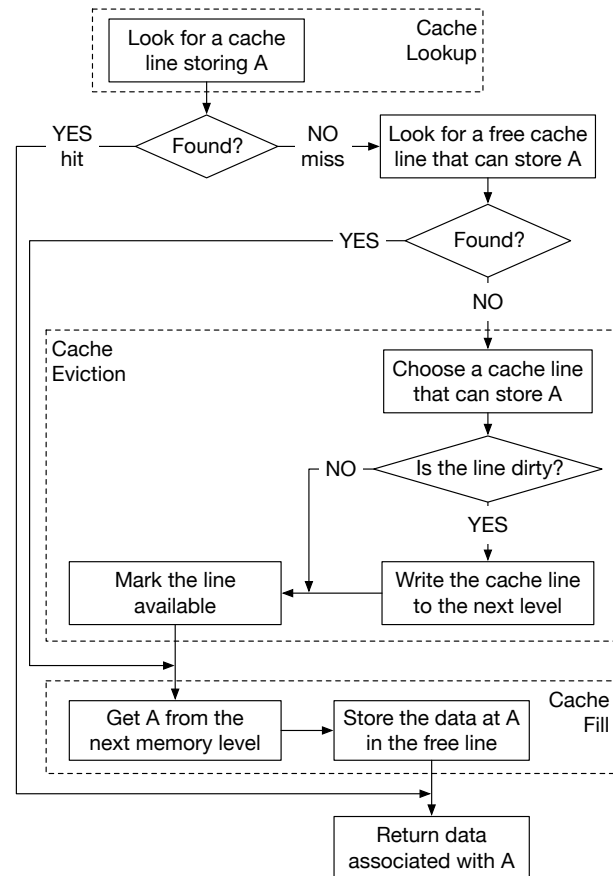 Look for a cache
line storing A
Cache
Lookup
YES
hit
Found?
NO
miss
Look for a free cache
line that can store A
YES
Found?
NO
Cache
Eviction
Choose a cache line
that can store A
NO
Is the line dirty?
YES
Mark the line
available
Write the cache line
to the next level
Get A from the
next memory level
Store the data at A
in the free line
Cache
Fill
Return data
associated with A